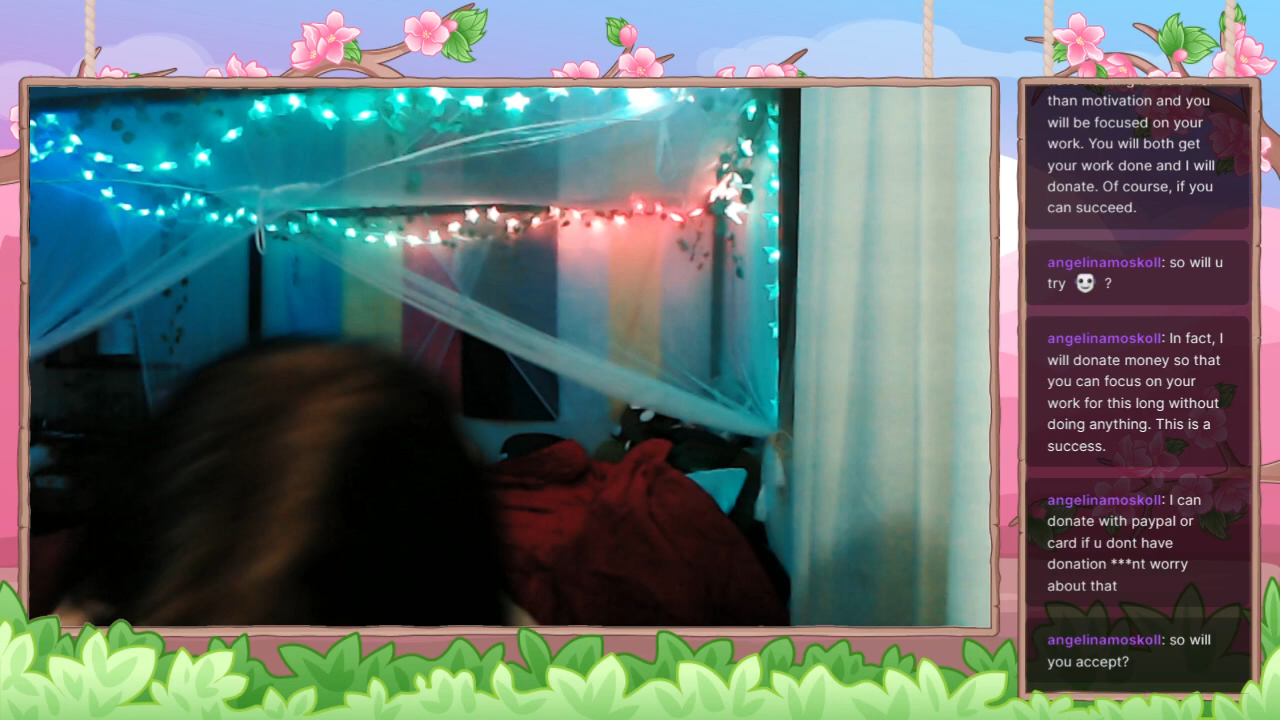 than motivation and you
will be focused on your
work. You will both get
your work done and I will
donate. Of course, if you
can succeed.
angelinamoskoll: so will u
try ?
angelinamoskoll: In fact, I
will donate money so that
you can focus on your
work for this long without
doing anything. This is a
success.
angelinamoskoll: I can
donate with paypal or
card if u dont have
donation ***nt worry
about that
angelinamoskoll: so will
you accept?